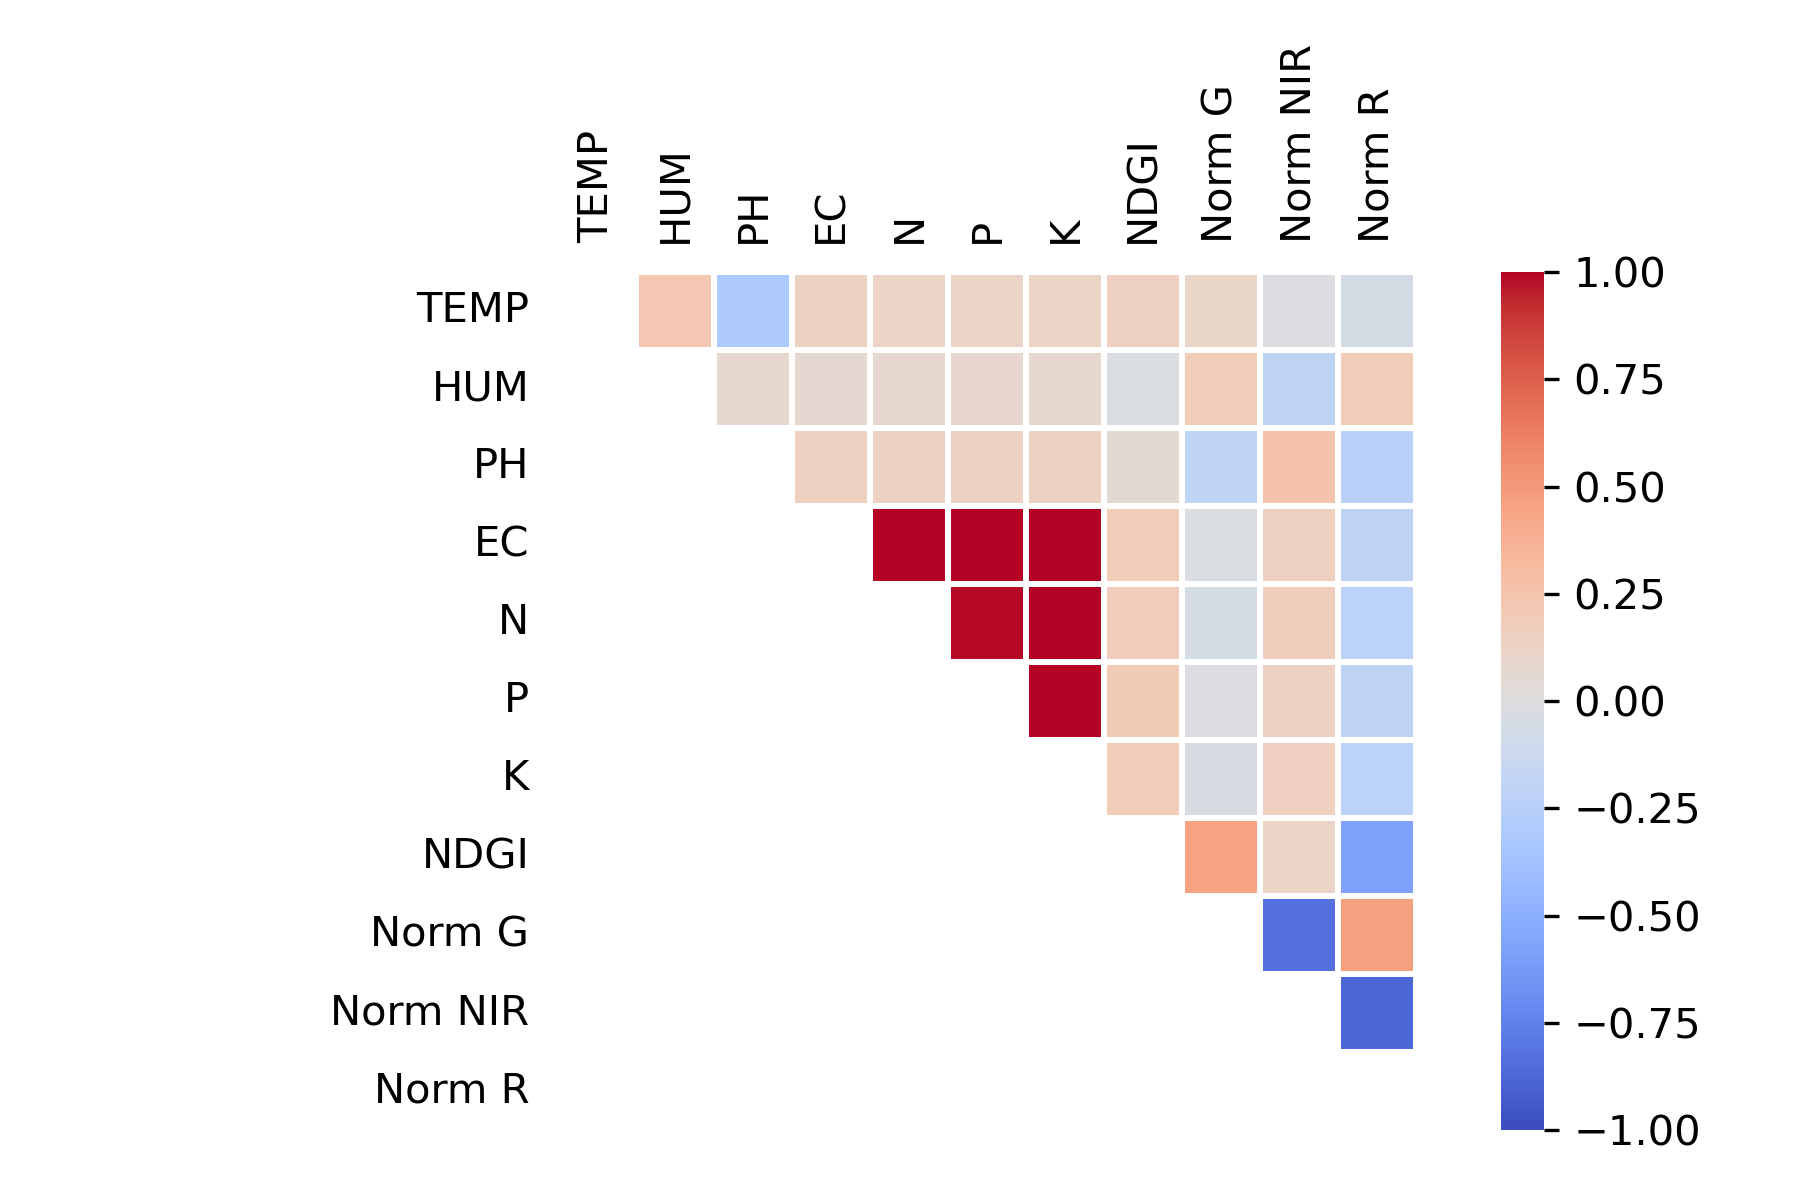 TEMP HUM PH EC N P K NDGI Norm G Norm NIR Norm R
TEMP
HUM
PH
EC
N
P
K
NDGI
Norm G
Norm NIR
Norm R
1.00
0.75
0.50
0.25
0.00
−0.25
−0.50
−0.75
−1.00